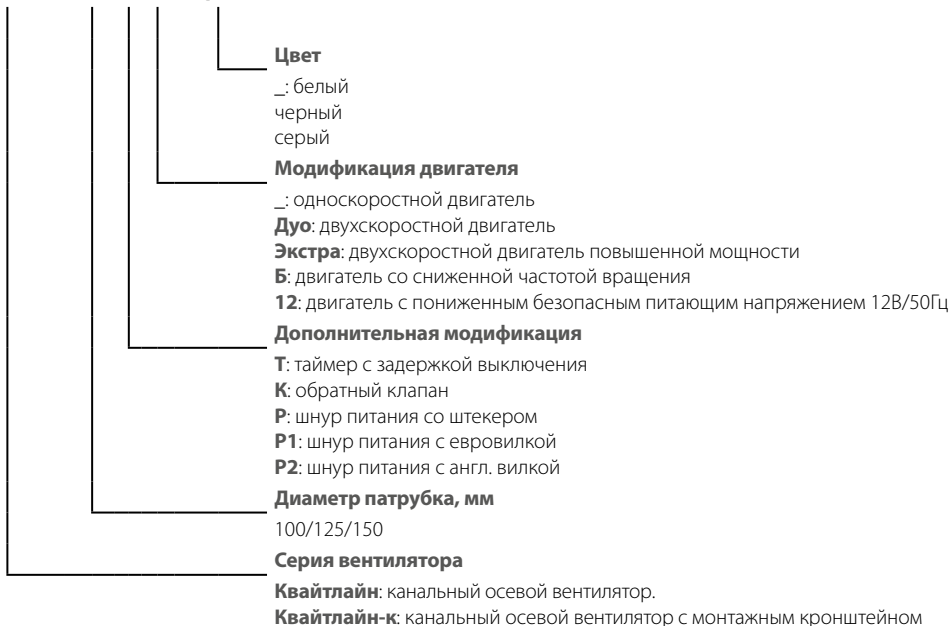 Цвет
_: белый
черный
серый
Модификация двигателя
_: односкоростной двигатель
Дуо: двухскоростной двигатель
Экстра: двухскоростной двигатель повышенной мощности
Б: двигатель со сниженной частотой вращения
12: двигатель с пониженным безопасным питающим напряжением 12В/50Гц
Дополнительная модификация
Т: таймер с задержкой выключения
К: обратный клапан
Р: шнур питания со штекером
Р1: шнур питания с евровилкой
Р2: шнур питания с англ. вилкой
Диаметр патрубка, мм
100/125/150
Серия вентилятора
Квайтлайн: канальный осевой вентилятор.
Квайтлайн-к: канальный осевой вентилятор с монтажным кронштейном